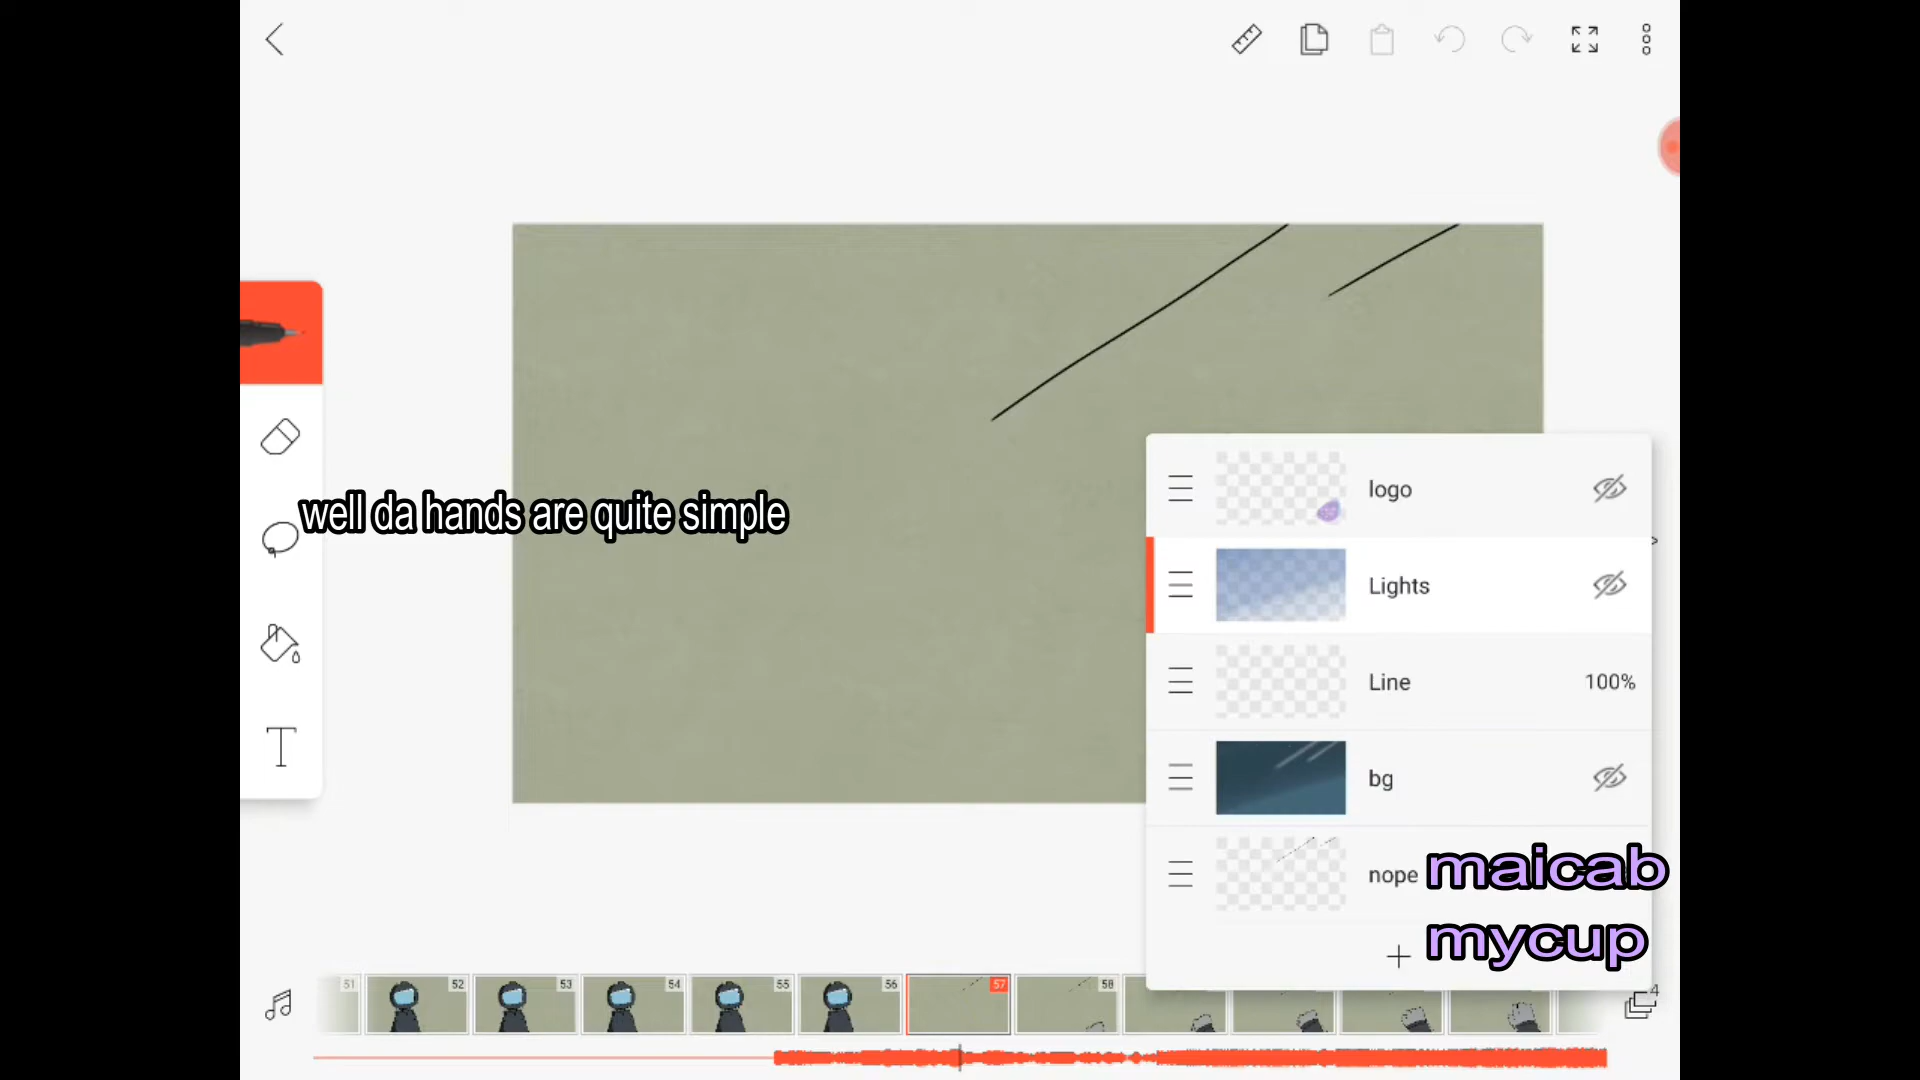 logo
well da hands are quite simple
Lights
Line 100%
bg
nope
maicab
mycup
51 52 53 54 55 56 57 58
4